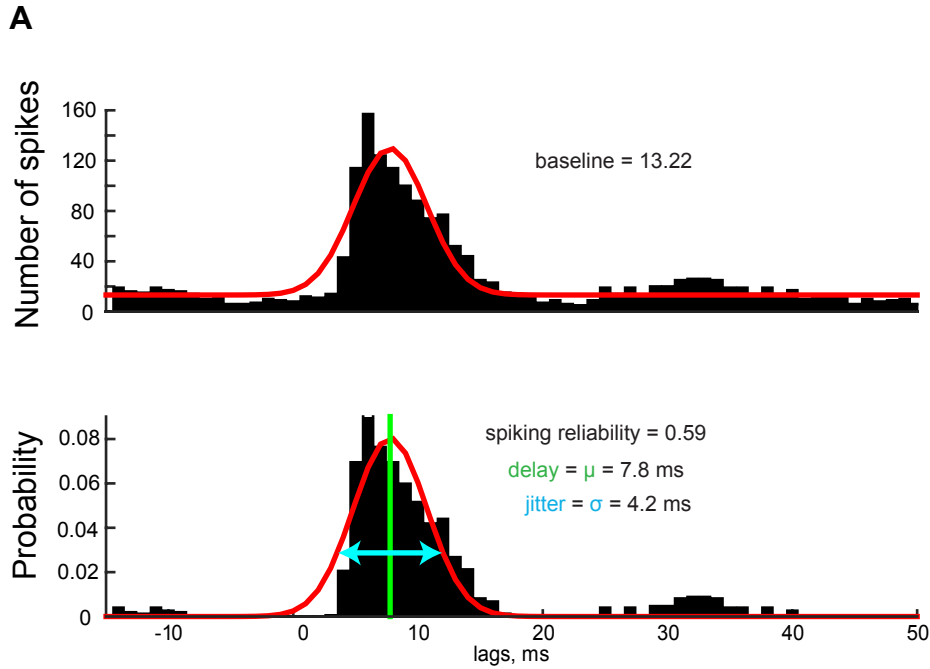 A
Number of spikes
160
120
80
40
0
baseline = 13.22
Probability
0.08
0.06
0.04
0.02
0
spiking reliability = 0.59
delay = μ = 7.8 ms
jitter = σ = 4.2 ms
-10 0 10 20 30 40 50
lags, ms